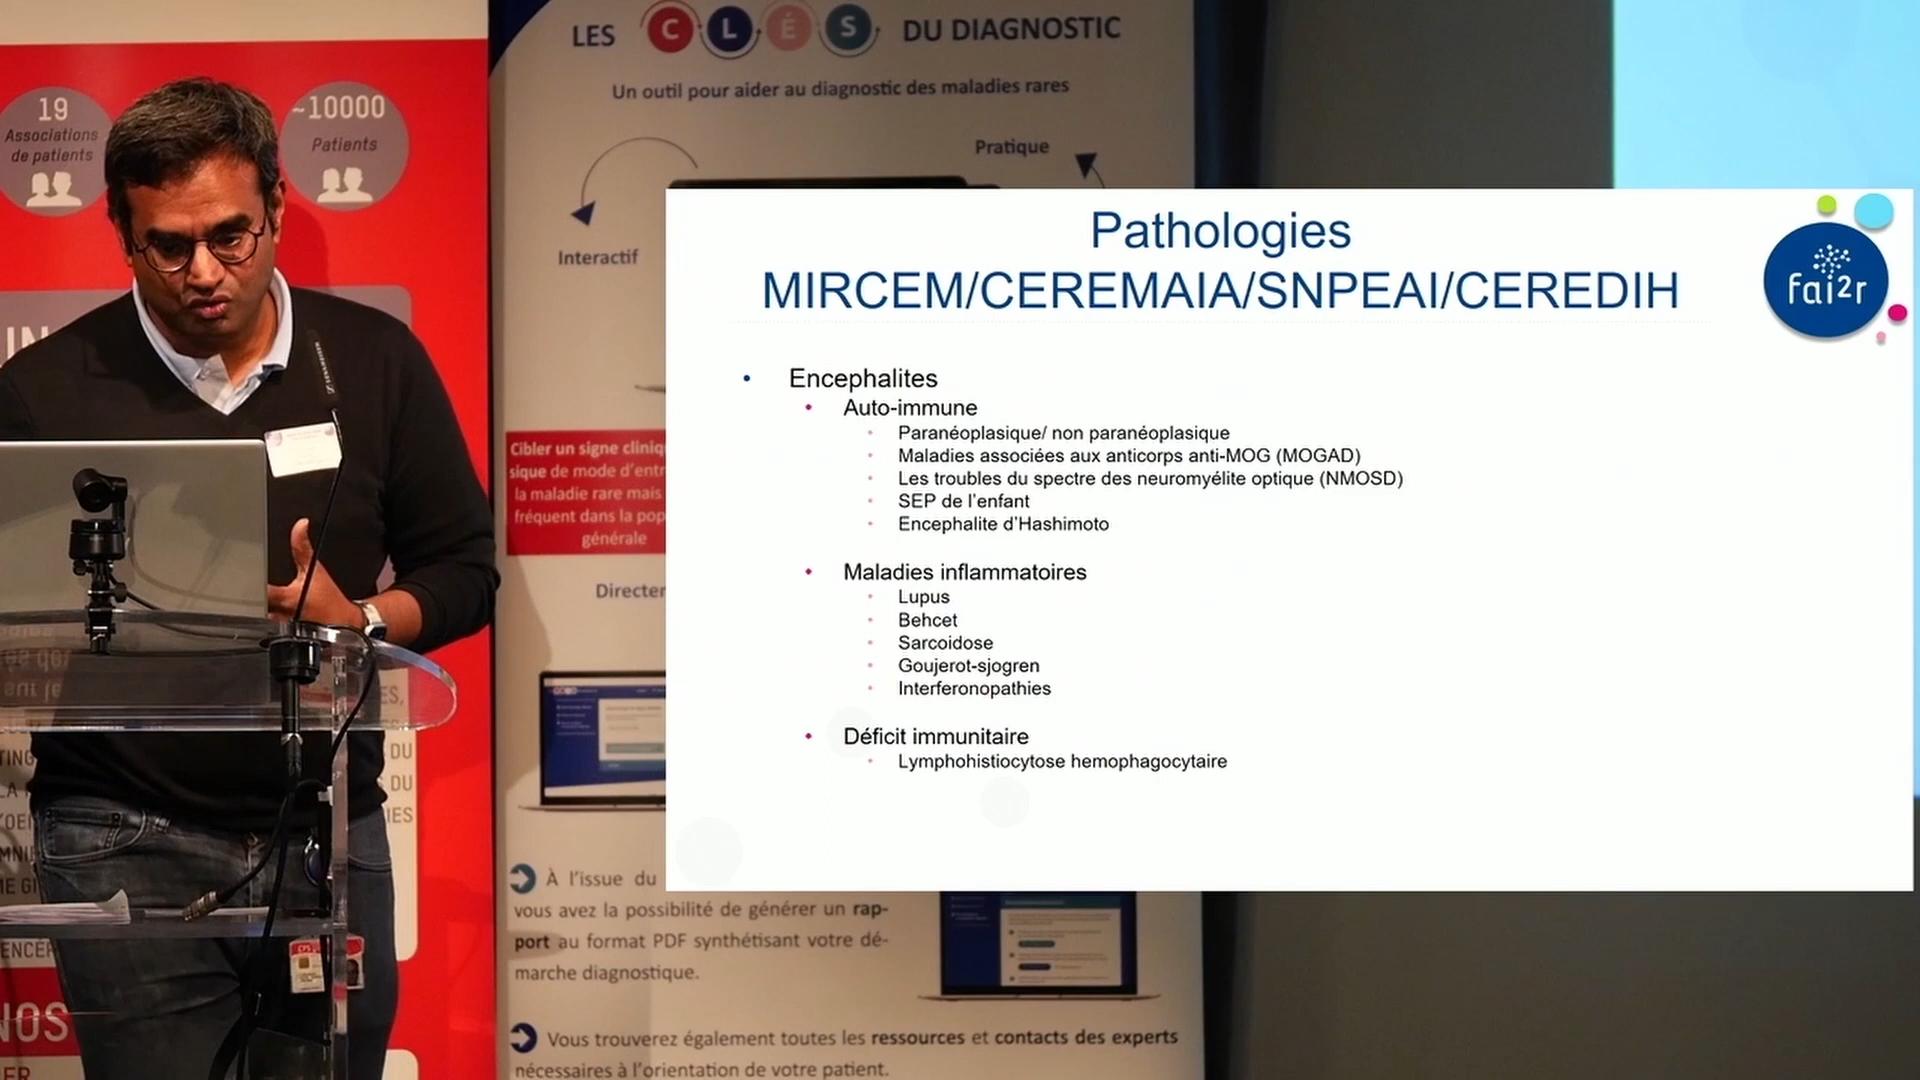 19
Associations
de patients
~10000
Patients
LES CLÉS DU DIAGNOSTIC
Un outil pour aider au diagnostic des maladies rares
Pratique
Interactif
Cibler un signe
sique de mode
la maladie rare mais
fréquent dans la
générale
À l'issue du
vous avez la possibilité de générer un rap-
port au format PDF synthétisant votre dé-
marche diagnostique.
Vous trouverez également toutes les ressources et contacts des experts
nécessaires à l'orientation de votre patient.
Pathologies
MIRCEM/CEREMAIA/SNPEAI/CEREDIH
fai2r
• Encephalites
• Auto-immune
• Paranéoplasique/ non paranéoplasique
• Maladies associées aux anticorps anti-MOG (MOGAD)
• Les troubles du spectre des neuromyélite optique (NMOSD)
• SEP de l'enfant
• Encephalite d'Hashimoto
• Maladies inflammatoires
• Lupus
• Behcet
• Sarcoidose
• Goujerot-sjogren
• Interferonopathies
• Déficit immunitaire
• Lymphohistiocytose hemophagocytaire